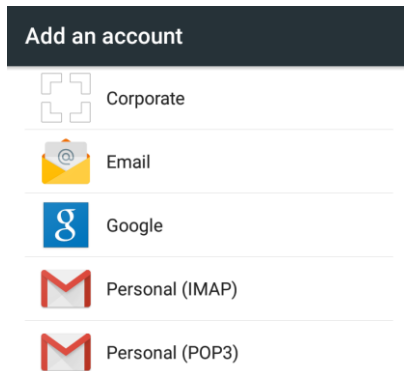 Add an account
Corporate
Email
Google
Personal (IMAP)
Personal (POP3)